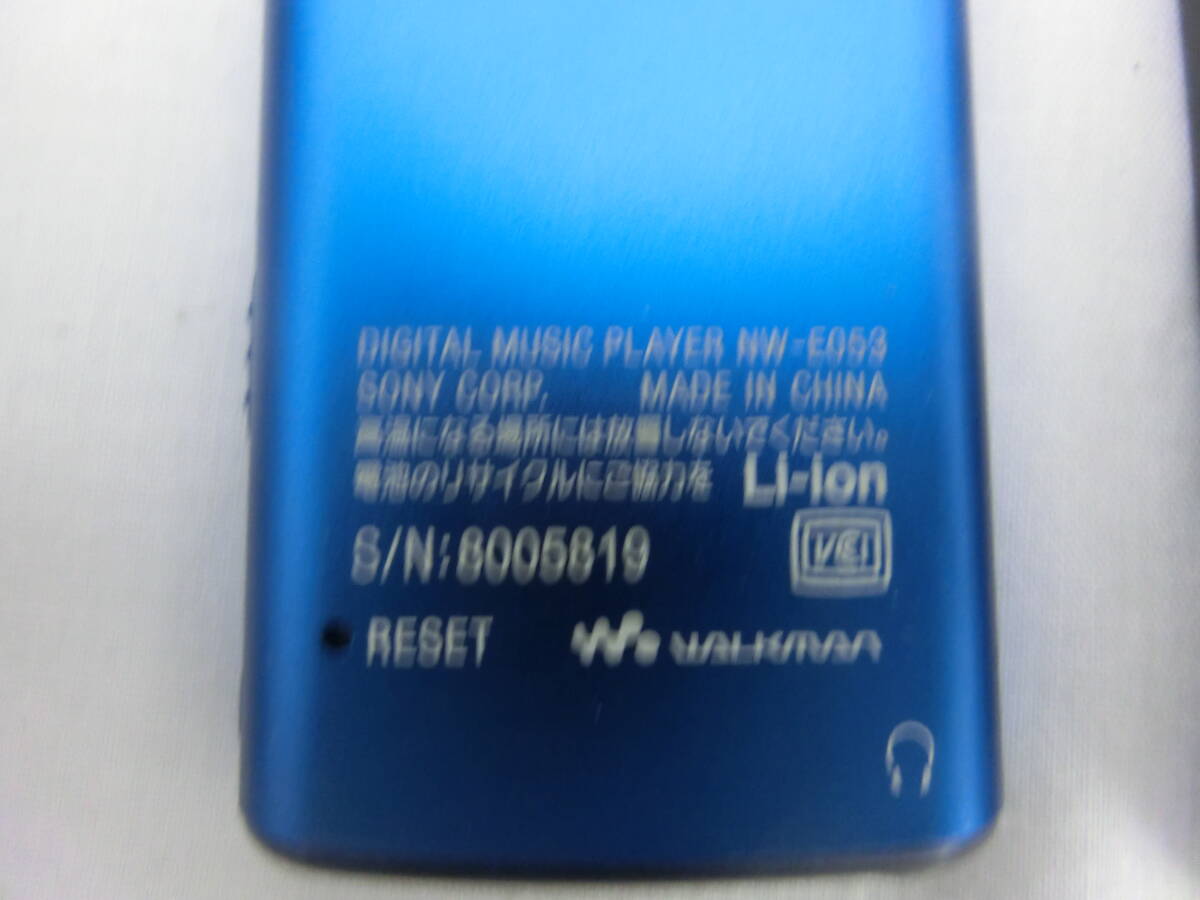 DIGITAL MUSIC PLAYER NW-E053
SONY CORP. MADE IN CHINA
高温になる場所には放置しないでください。
電池のリサイクルにご協力を Li-ion
S/N:8005819
VCCI
RESET WALKMAN